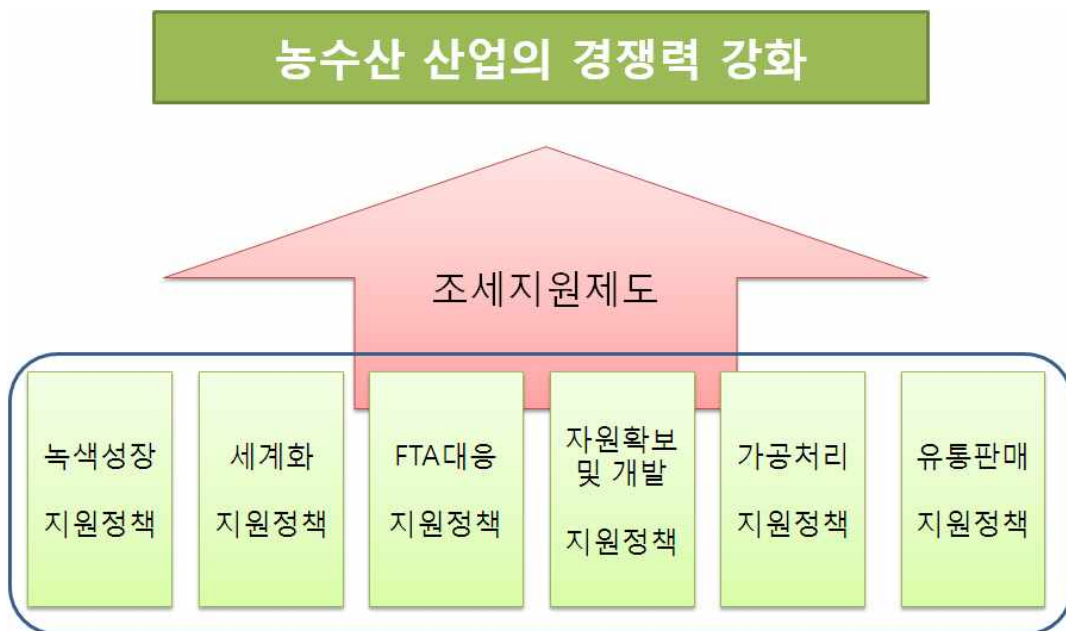 농수산 산업의 경쟁력 강화
조세지원제도
녹색성장
지원정책
세계화
지원정책
FTA대응
지원정책
자원확보
및 개발
지원정책
가공처리
지원정책
유통판매
지원정책